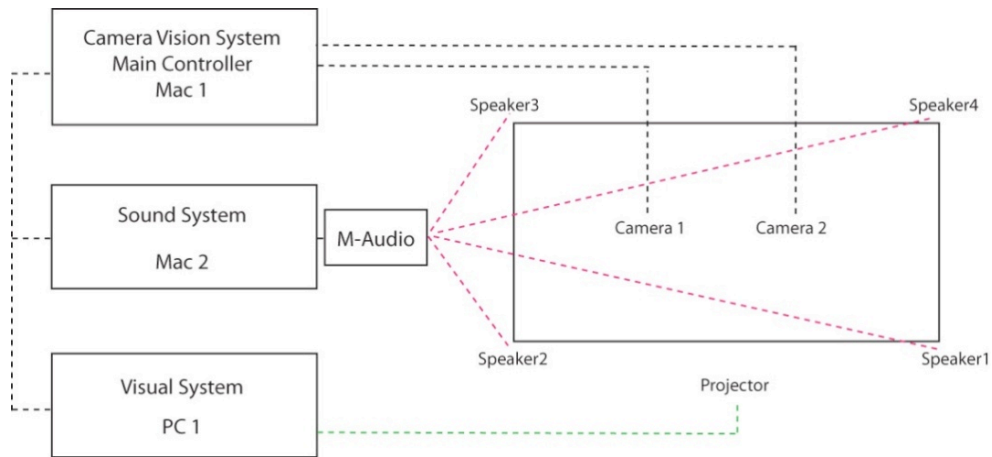 Camera Vision System
Main Controller
Mac 1
Speaker3
Speaker4
Sound System
Mac 2
M-Audio
Camera 1
Camera 2
Speaker2
Speaker1
Visual System
PC 1
Projector